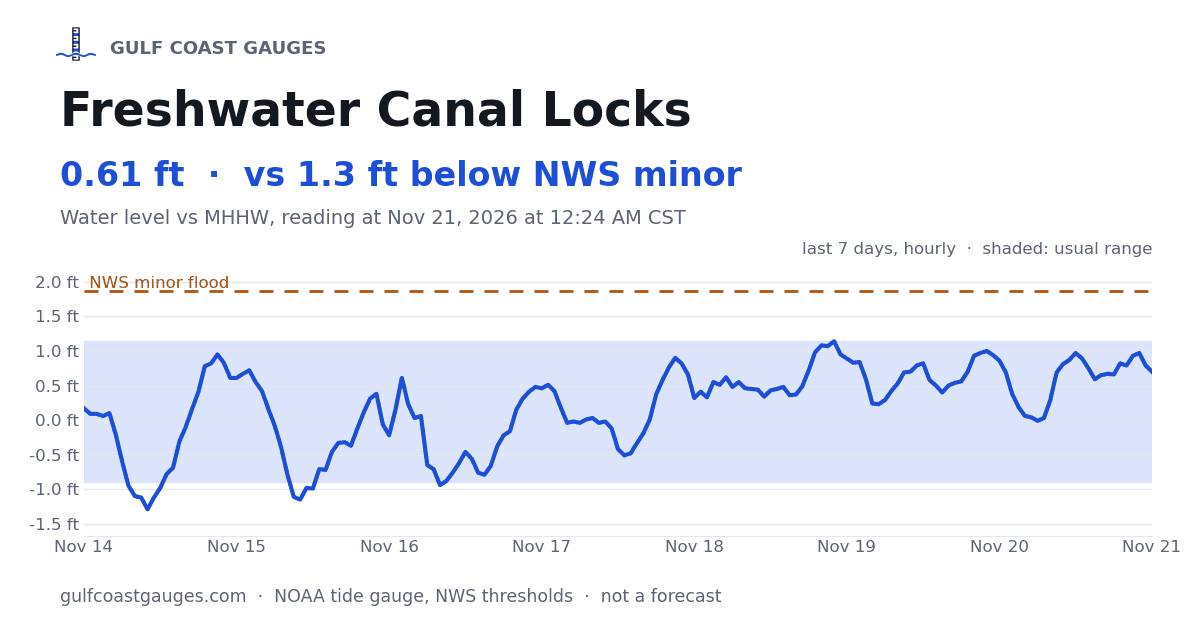 GULF COAST GAUGES
Freshwater Canal Locks
0.61 ft · vs 1.3 ft below NWS minor
Water level vs MHHW, reading at Nov 21, 2026 at 12:24 AM CST
last 7 days, hourly · shaded: usual range
2.0 ft
NWS minor flood
1.5 ft
1.0 ft
0.5 ft
0.0 ft
-0.5 ft
-1.0 ft
-1.5 ft
Nov 14 Nov 15 Nov 16 Nov 17 Nov 18 Nov 19 Nov 20 Nov 21
gulfcoastgauges.com · NOAA tide gauge, NWS thresholds · not a forecast